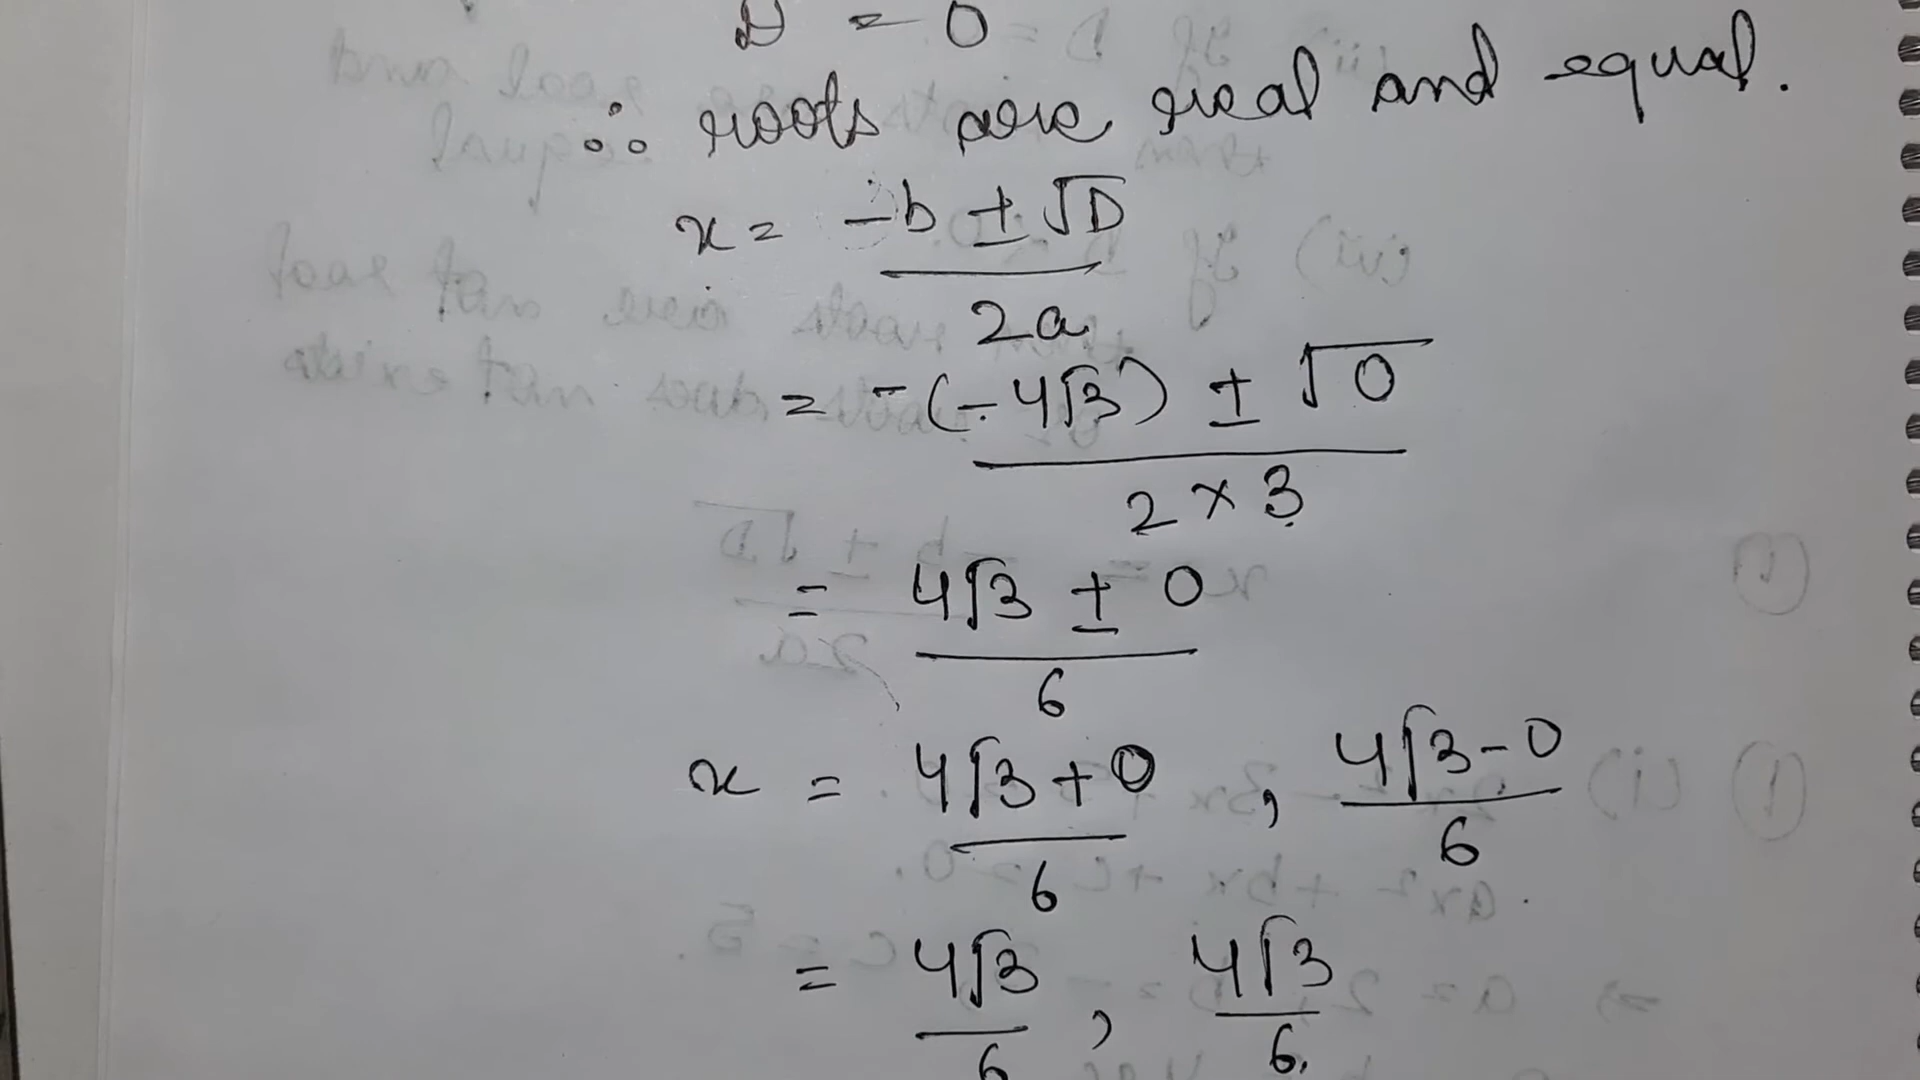 D = 0
∴ roots are real and equal.
x = -b ± √D
2a
= -(-4√3) ± √0
2 × 3
= 4√3 ± 0
6
x = 4√3+0 , 4√3-0
6 6
= 4√3 , 4√3
6 6.